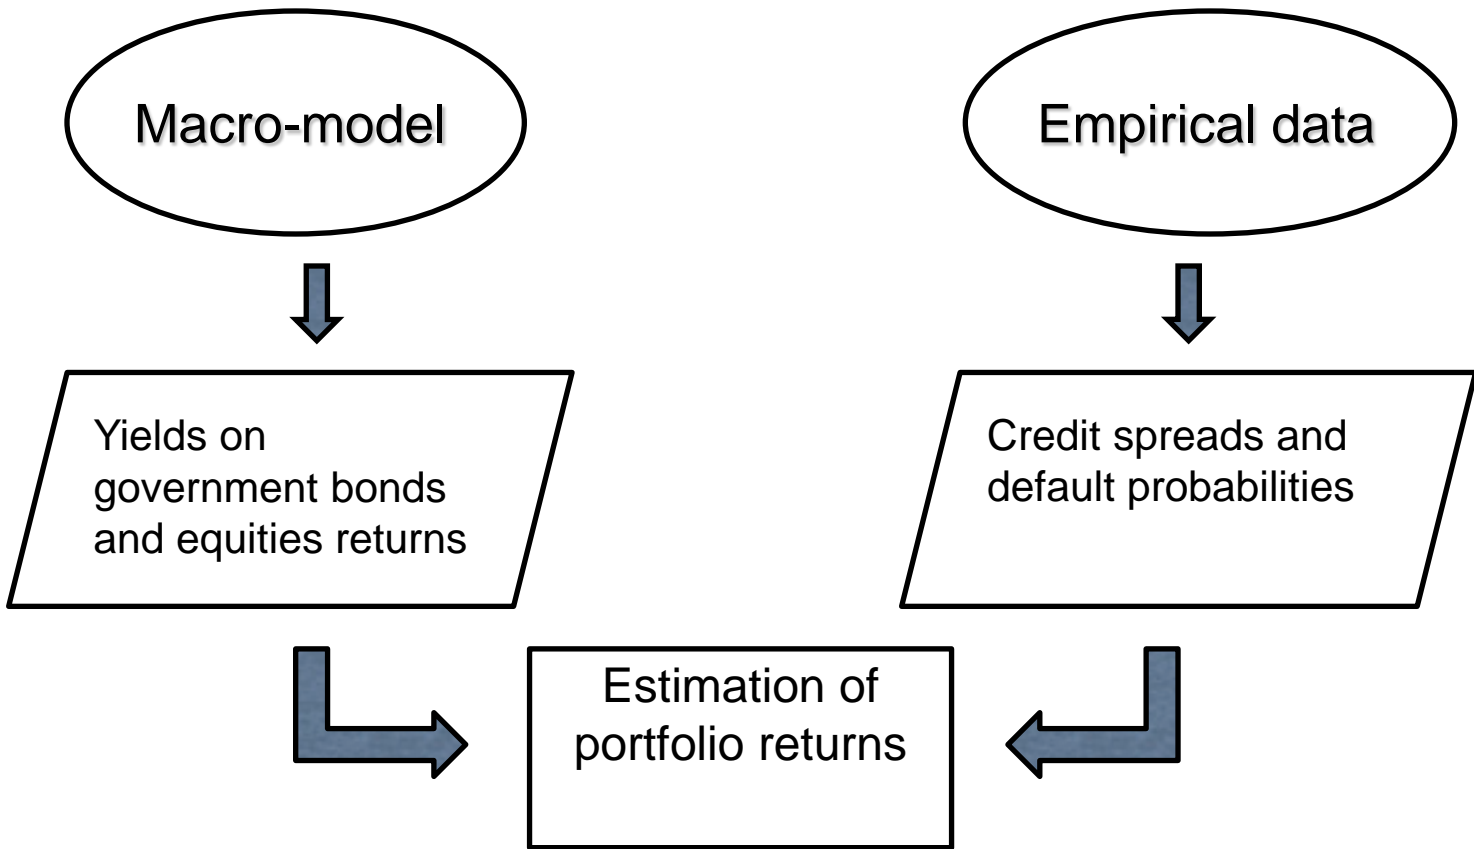 Macro-model
Empirical data
Yields on
government bonds
and equities returns
Credit spreads and
default probabilities
Estimation of
portfolio returns